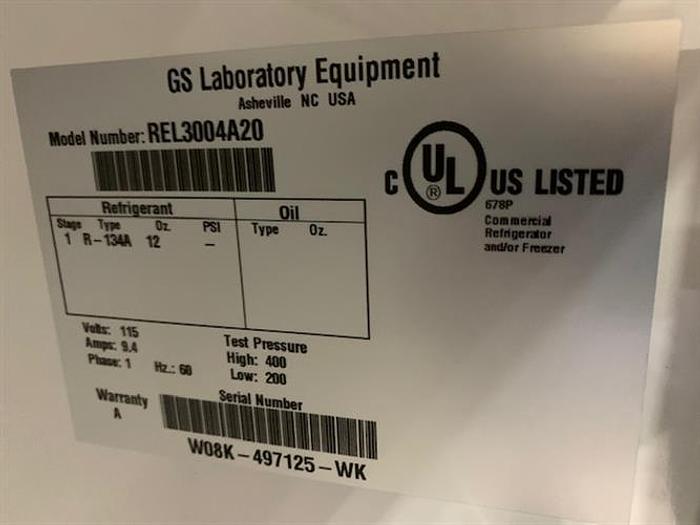 GS Laboratory Equipment
Asheville NC USA
Model Number: REL3004A20
C UL ® US LISTED
678P
Commercial
Refrigerator
and/or Freezer
Refrigerant Oil
Stage Type Oz. PSI Type Oz.
1 R-134A 12 –
Volts: 115
Amps: 9.4
Phase: 1 Hz.: 60
Test Pressure
High: 400
Low: 200
Warranty
A
Serial Number
W08K-497125-WK